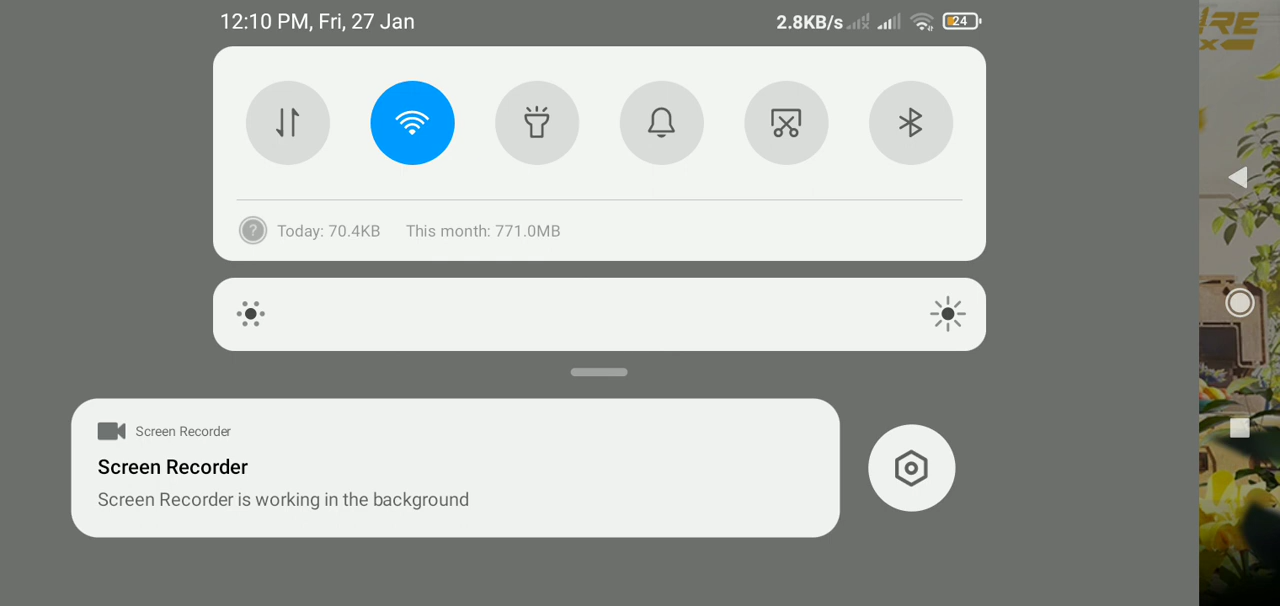 12:10 PM, Fri, 27 Jan
2.8KB/s
24
Today: 70.4KB This month: 771.0MB
Screen Recorder
Screen Recorder
Screen Recorder is working in the background